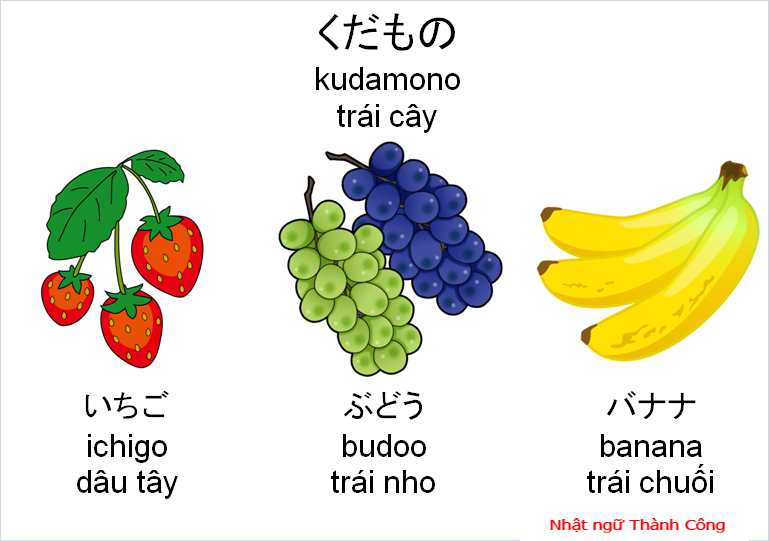 くだもの
kudamono
trái cây
いちご
ichigo
dâu tây
ぶどう
budoo
trái nho
バナナ
banana
trái chuối
Nhật ngữ Thành Công